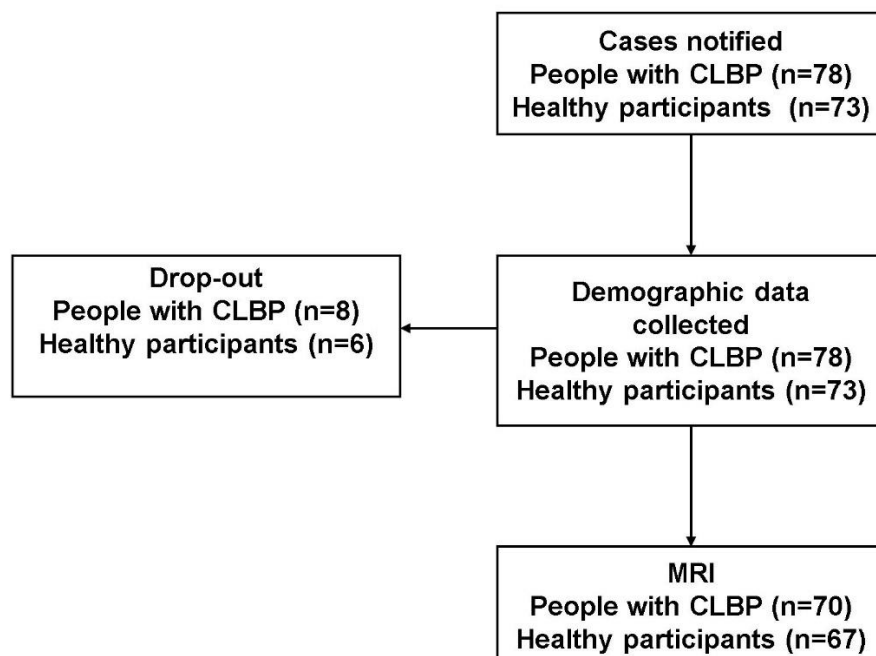 Cases notified
People with CLBP (n=78)
Healthy participants (n=73)
Drop-out
People with CLBP (n=8)
Healthy participants (n=6)
Demographic data
collected
People with CLBP (n=78)
Healthy participants (n=73)
MRI
People with CLBP (n=70)
Healthy participants (n=67)